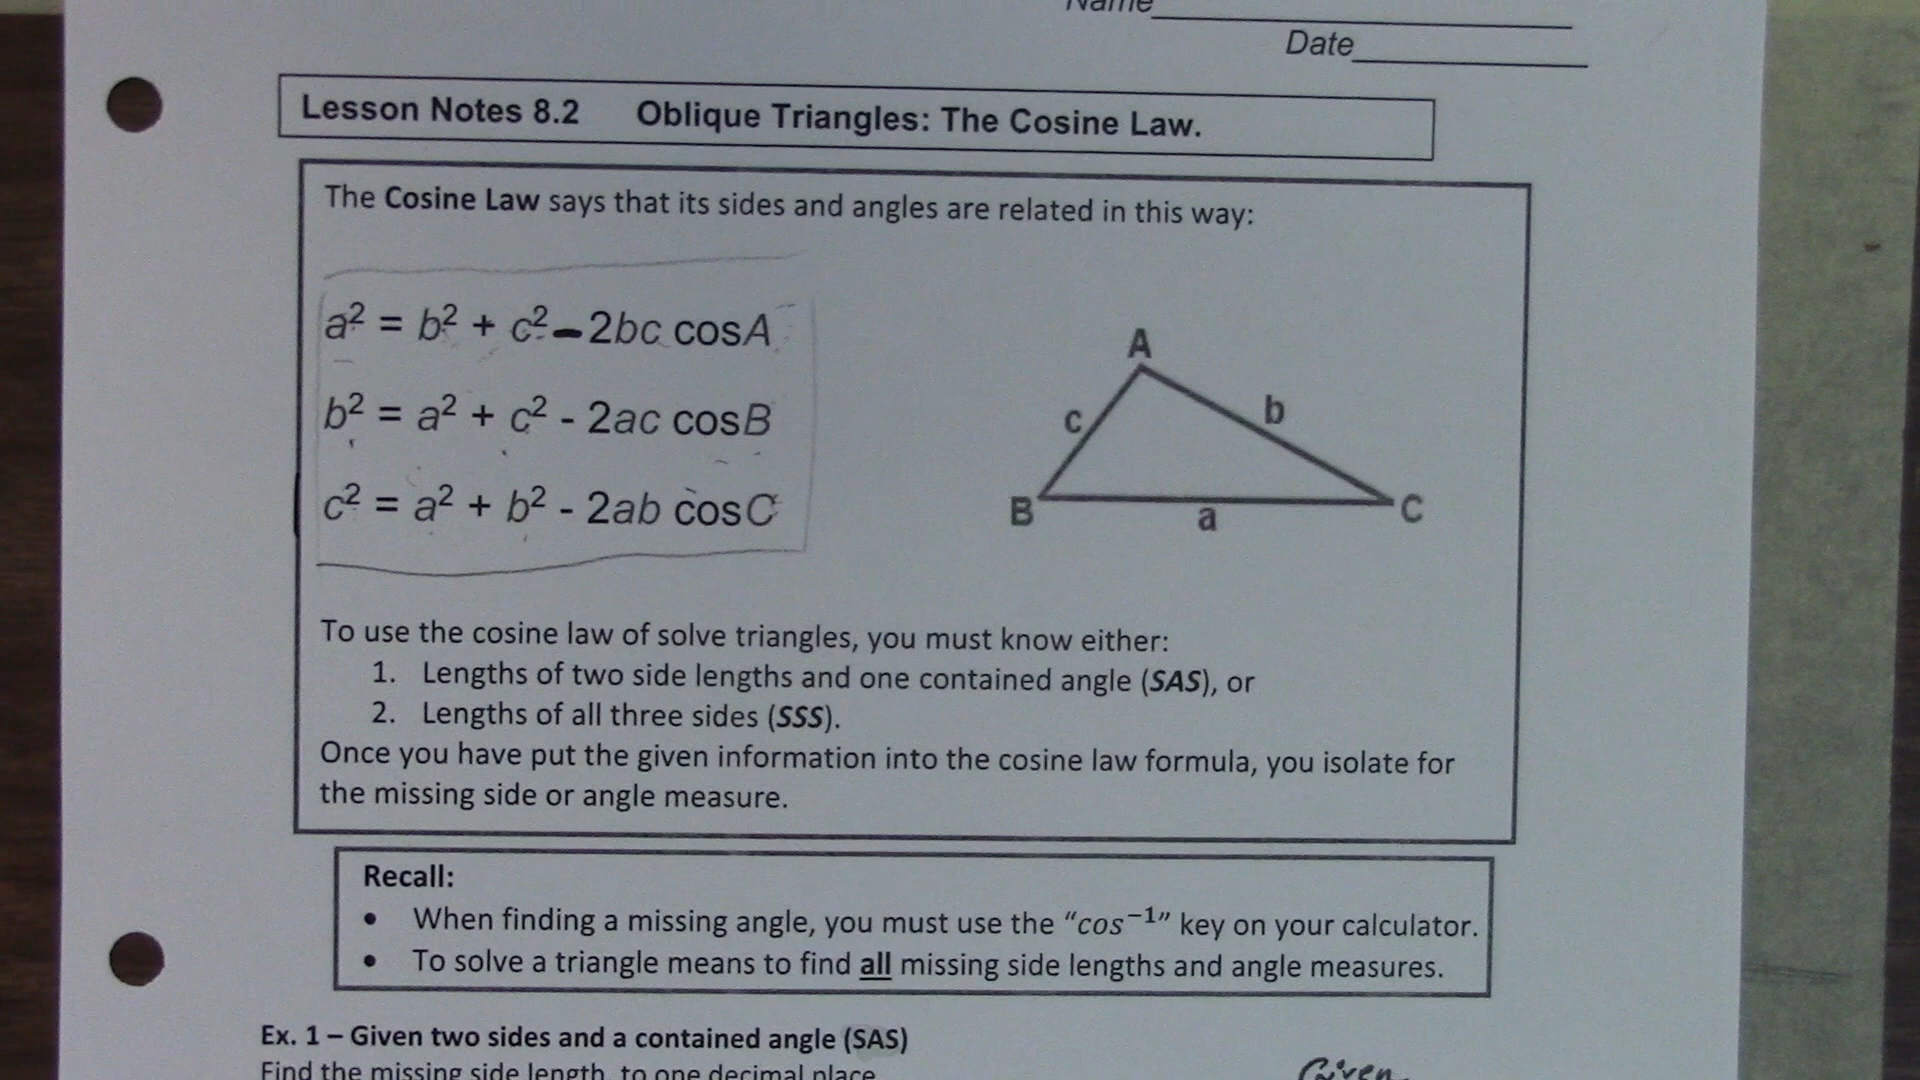 Name
Date
Lesson Notes 8.2 Oblique Triangles: The Cosine Law.
The Cosine Law says that its sides and angles are related in this way:
a² = b² + c² - 2bc cosA
b² = a² + c² - 2ac cosB
c² = a² + b² - 2ab cosC
A
c
b
B
a
C
To use the cosine law of solve triangles, you must know either:
1. Lengths of two side lengths and one contained angle (SAS), or
2. Lengths of all three sides (SSS).
Once you have put the given information into the cosine law formula, you isolate for
the missing side or angle measure.
Recall:
• When finding a missing angle, you must use the “cos⁻¹” key on your calculator.
• To solve a triangle means to find all missing side lengths and angle measures.
Ex. 1 – Given two sides and a contained angle (SAS)
Find the missing side length, to one decimal place
Given